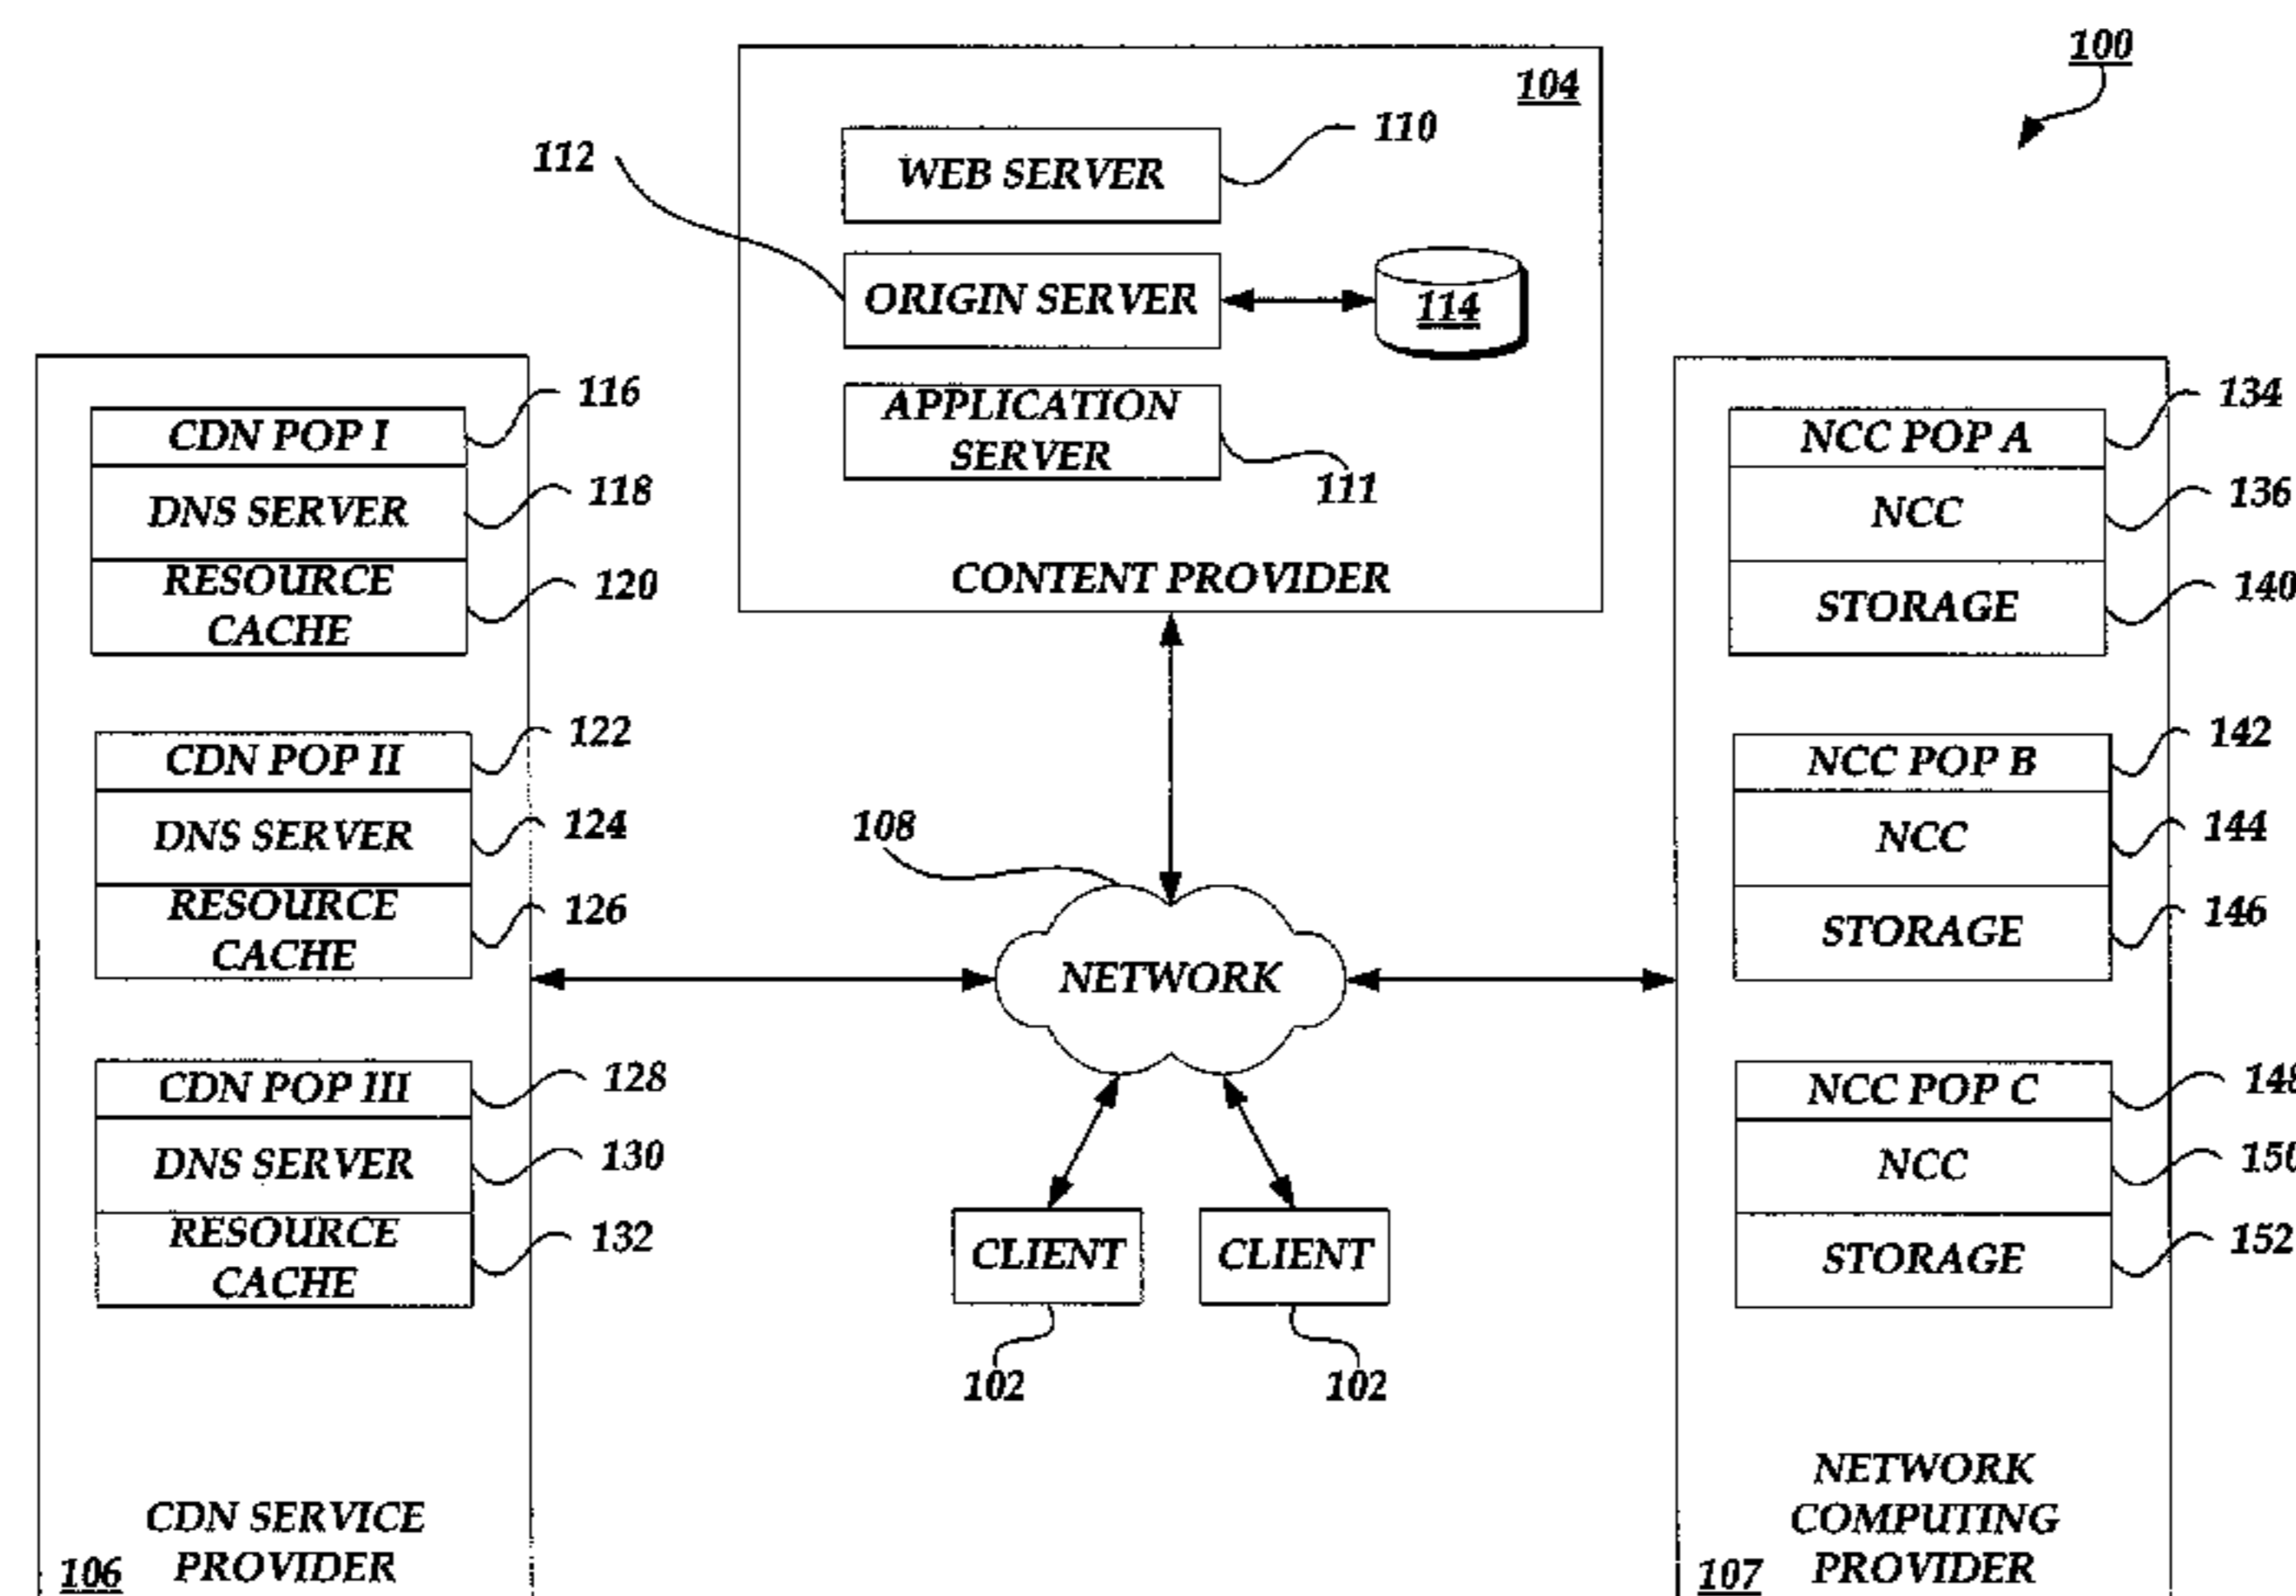 100
104
WEB SERVER
110
112
ORIGIN SERVER
114
APPLICATION
SERVER
111
CONTENT PROVIDER
CDN POP I
116
DNS SERVER
118
RESOURCE
CACHE
120
CDN POP II
122
DNS SERVER
124
RESOURCE
CACHE
126
CDN POP III
128
DNS SERVER
130
RESOURCE
CACHE
132
CDN SERVICE
PROVIDER
106
108
NETWORK
CLIENT
CLIENT
102
102
NCC POP A
134
NCC
136
STORAGE
140
NCC POP B
142
NCC
144
STORAGE
146
NCC POP C
148
NCC
150
STORAGE
152
NETWORK
COMPUTING
PROVIDER
107